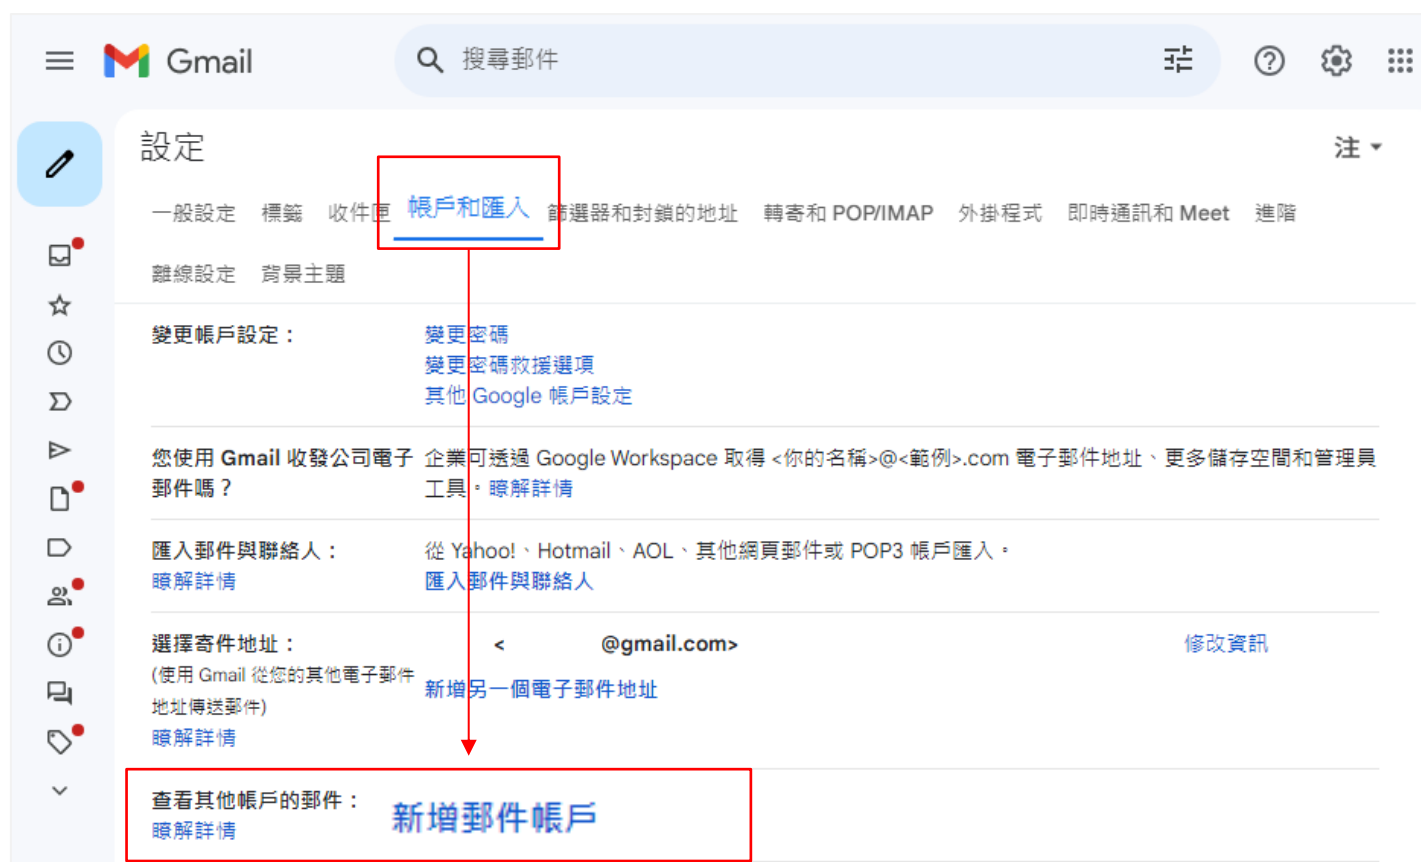 Gmail
搜尋郵件
設定
注
一般設定 標籤 收件匣 帳戶和匯入 篩選器和封鎖的地址 轉寄和 POP/IMAP 外掛程式 即時通訊和 Meet 進階
離線設定 背景主題
變更帳戶設定：
變更密碼
變更密碼救援選項
其他 Google 帳戶設定
您使用 Gmail 收發公司電子
郵件嗎？
企業可透過 Google Workspace 取得 <你的名稱>@<範例>.com 電子郵件地址、更多儲存空間和管理員
工具。瞭解詳情
匯入郵件與聯絡人：
瞭解詳情
從 Yahoo!、Hotmail、AOL、其他網頁郵件或 POP3 帳戶匯入。
匯入郵件與聯絡人
選擇寄件地址：
(使用 Gmail 從您的其他電子郵件
地址傳送郵件)
瞭解詳情
< @gmail.com>
修改資訊
新增另一個電子郵件地址
查看其他帳戶的郵件：
瞭解詳情
新增郵件帳戶